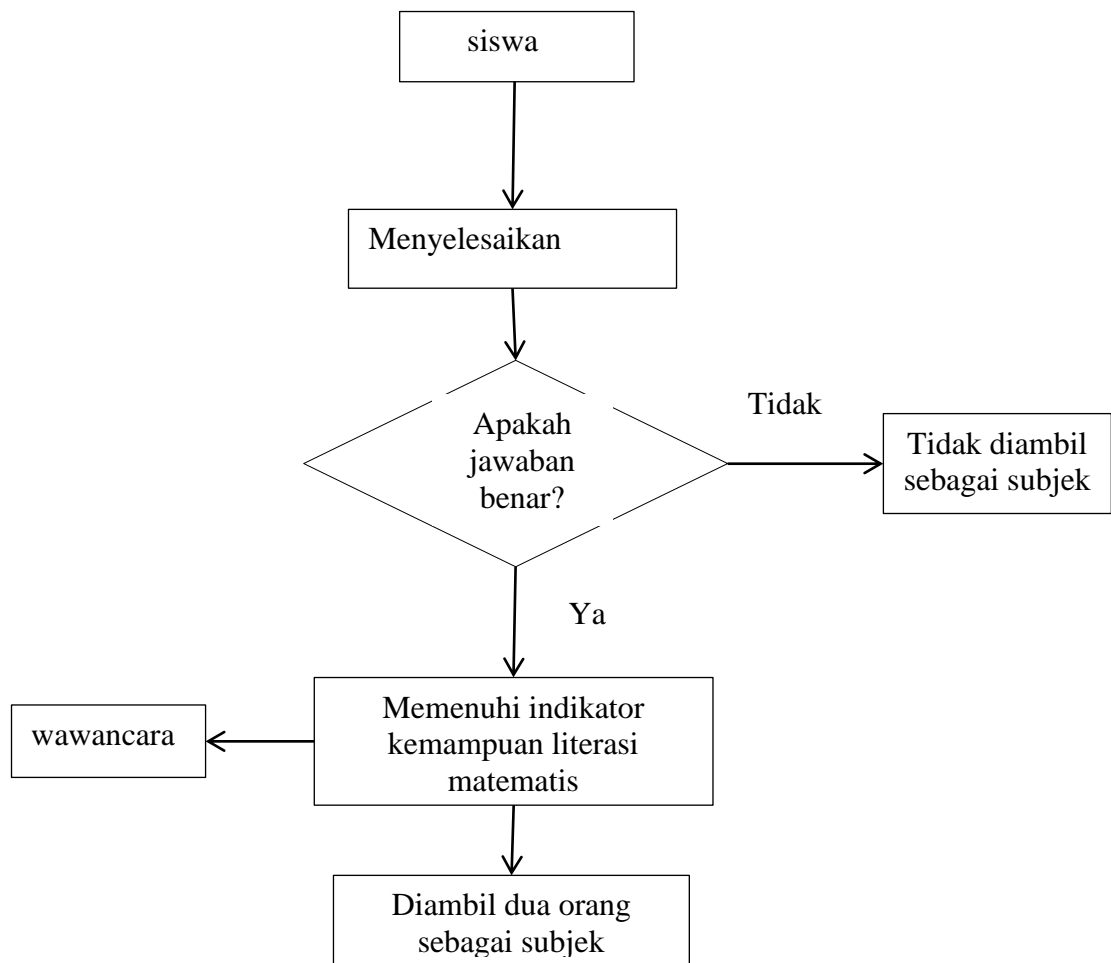 siswa
Menyelesaikan
Apakah
jawaban
benar?
Tidak
Tidak diambil
sebagai subjek
Ya
Memenuhi indikator
kemampuan literasi
matematis
wawancara
Diambil dua orang
sebagai subjek